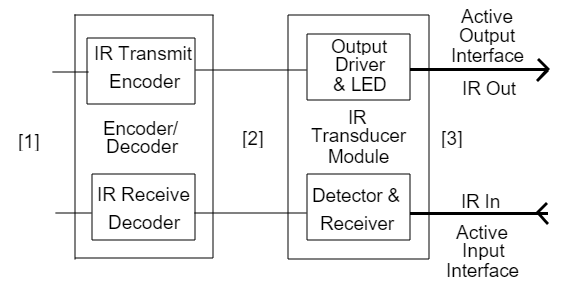 Active
Output
Interface
IR Out
IR Transmit
Encoder
Output
Driver
& LED
[1]
Encoder/
Decoder
[2]
IR
Transducer
Module
[3]
IR Receive
Decoder
Detector &
Receiver
IR In
Active
Input
Interface